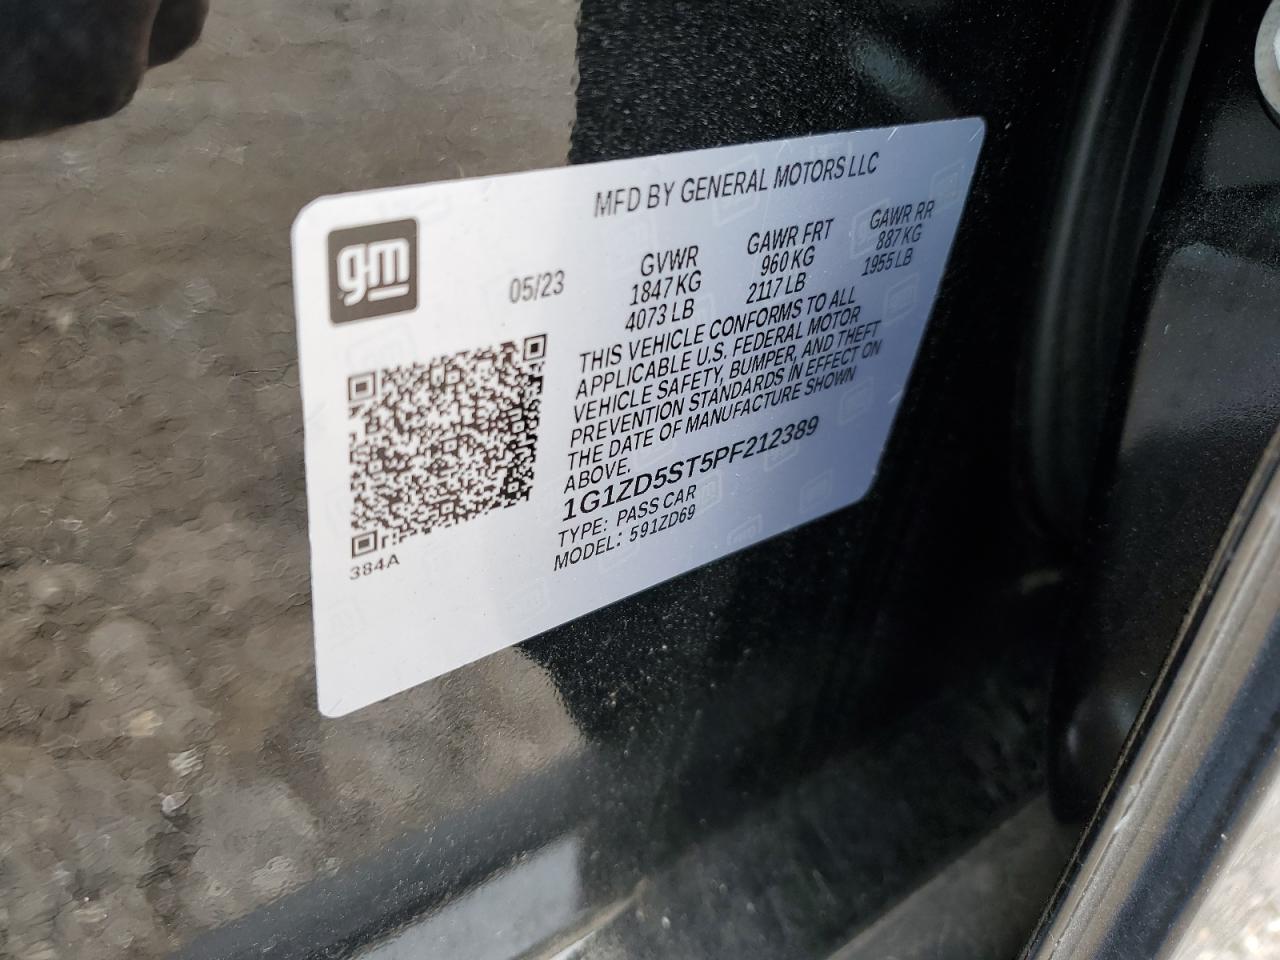 MFD BY GENERAL MOTORS LLC
gm
05/23
GVWR
1847 KG
4073 LB
GAWR FRT
960 KG
2117 LB
GAWR RR
887 KG
1955 LB
THIS VEHICLE CONFORMS TO ALL
APPLICABLE U.S. FEDERAL MOTOR
VEHICLE SAFETY, BUMPER, AND THEFT
PREVENTION STANDARDS IN EFFECT ON
THE DATE OF MANUFACTURE SHOWN
ABOVE.
1G1ZD5ST5PF212389
TYPE: PASS CAR
MODEL: 591ZD69
384A